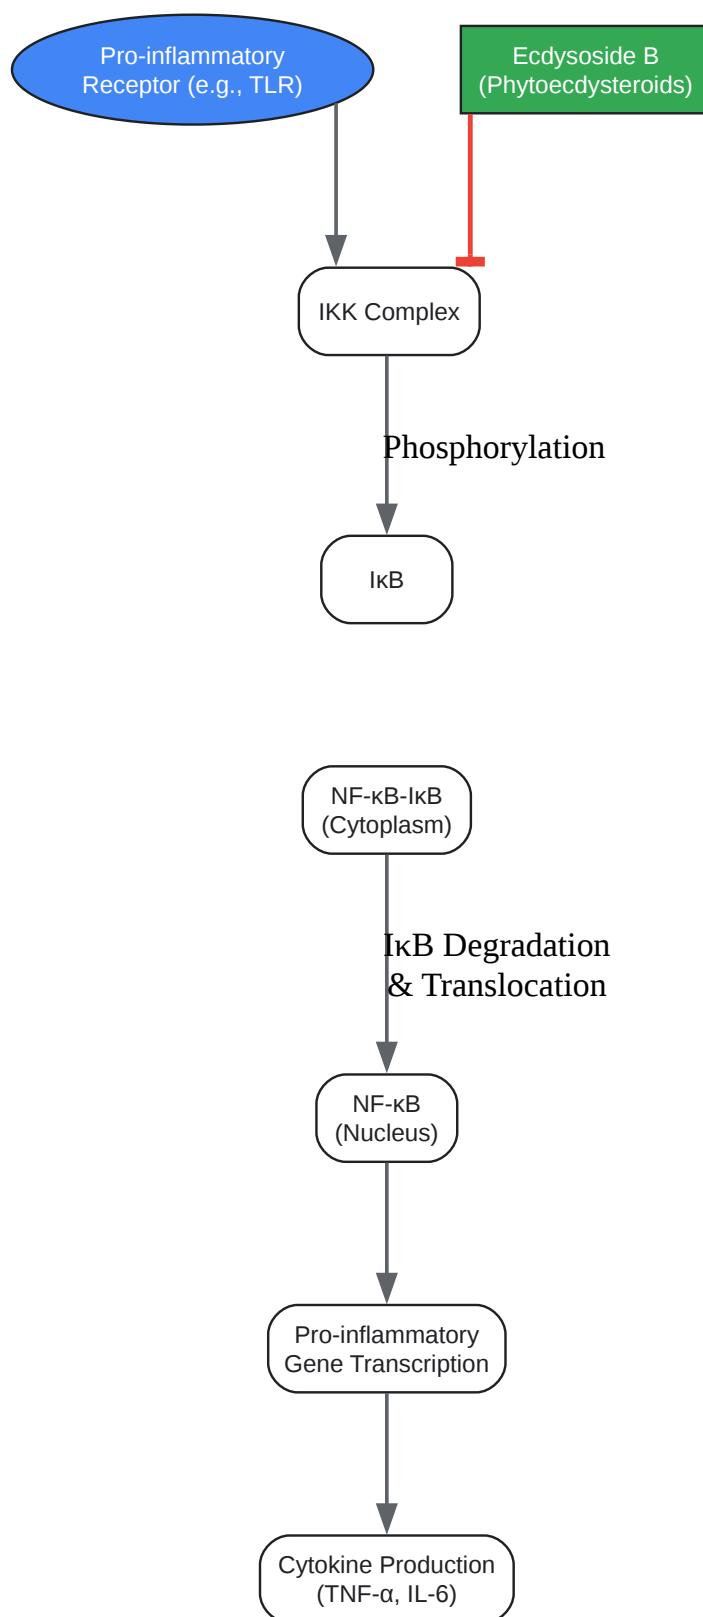 Pro-inflammatory
Receptor (e.g., TLR)
Ecdysoside B
(Phytoecdysteroids)
IKK Complex
Phosphorylation
IκB
NF-κB-IκB
(Cytoplasm)
IκB Degradation
& Translocation
NF-κB
(Nucleus)
Pro-inflammatory
Gene Transcription
Cytokine Production
(TNF-α, IL-6)